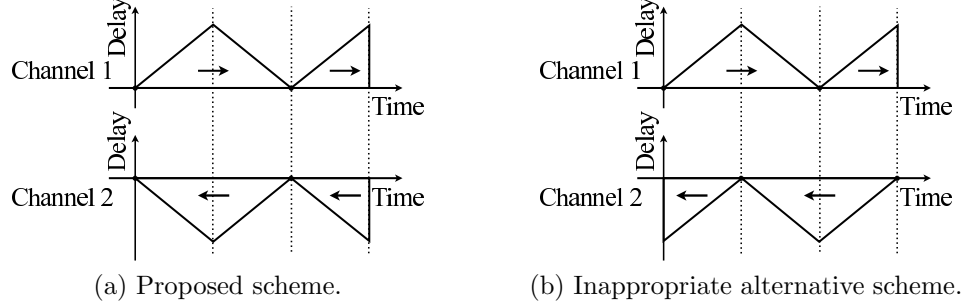 Delay
Channel 1
Time
Delay
Channel 2
Time
(a) Proposed scheme.
Delay
Channel 1
Time
Delay
Channel 2
Time
(b) Inappropriate alternative scheme.